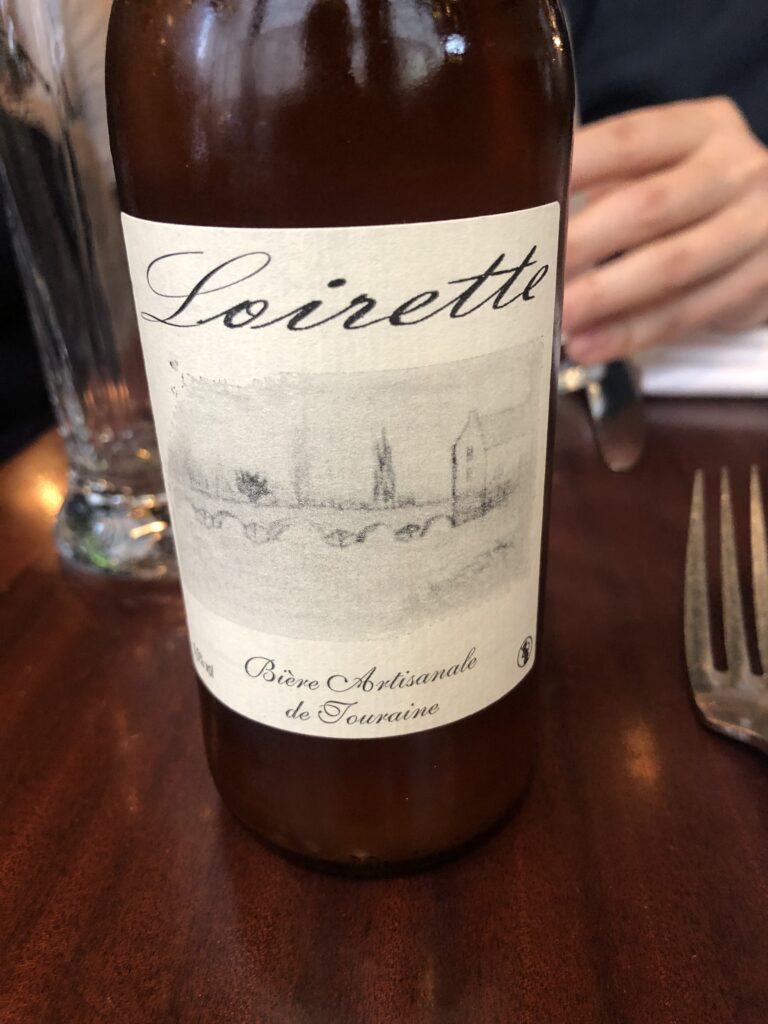 Loirette
Bière Artisanale
de Touraine